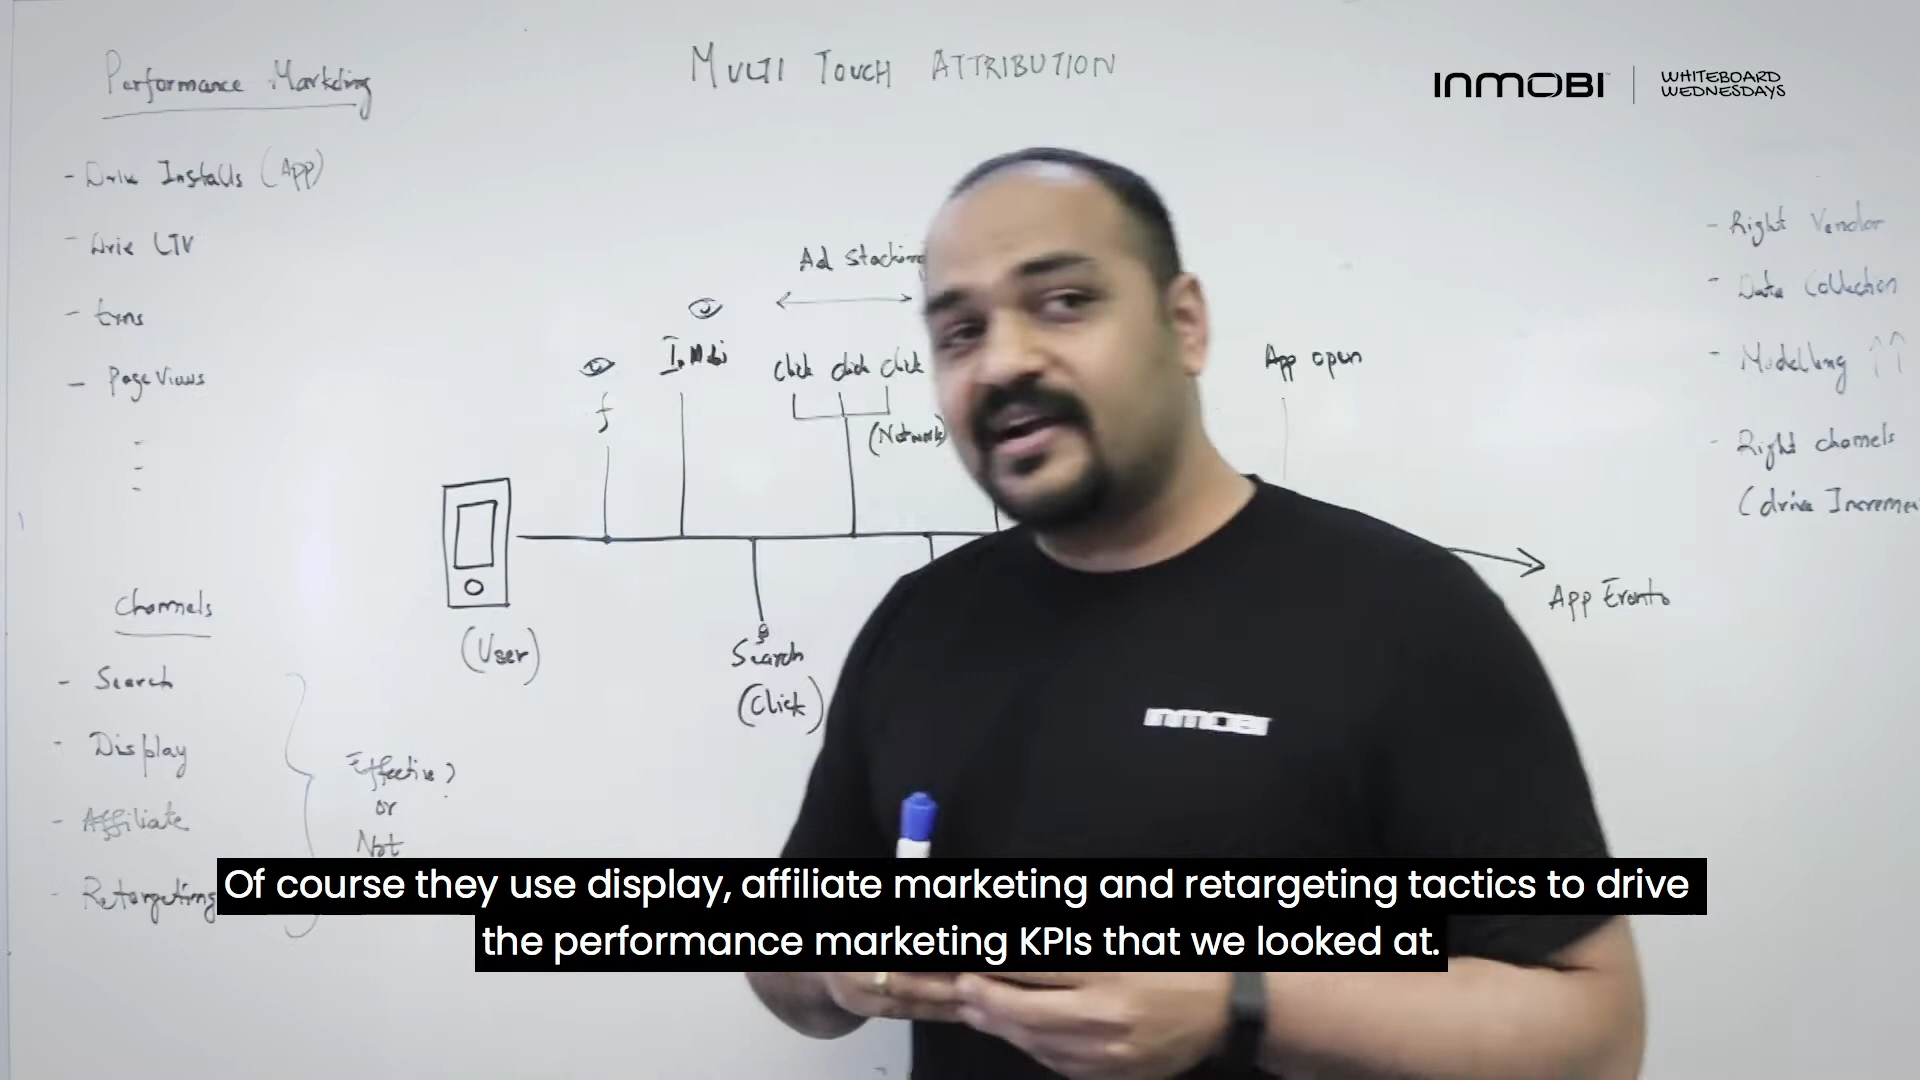 Performance Marketing
- Drive Installs (App)
- Drive LTV
- txns
- Page Views
Channels
- Search
- Display
- Affiliate
- Retargeting
Effective?
or
Not
MULTI TOUCH ATTRIBUTION
Ad Stacking
f
InMobi
Click Click Click
(Network)
App open
(User)
Search
(Click)
App Events
INMOBI
WHITEBOARD
WEDNESDAYS
- Right Vendor
- Data Collection
- Modelling
- Right Channels
(drive Incremen
INMOBI
Of course they use display, affiliate marketing and retargeting tactics to drive
the performance marketing KPIs that we looked at.